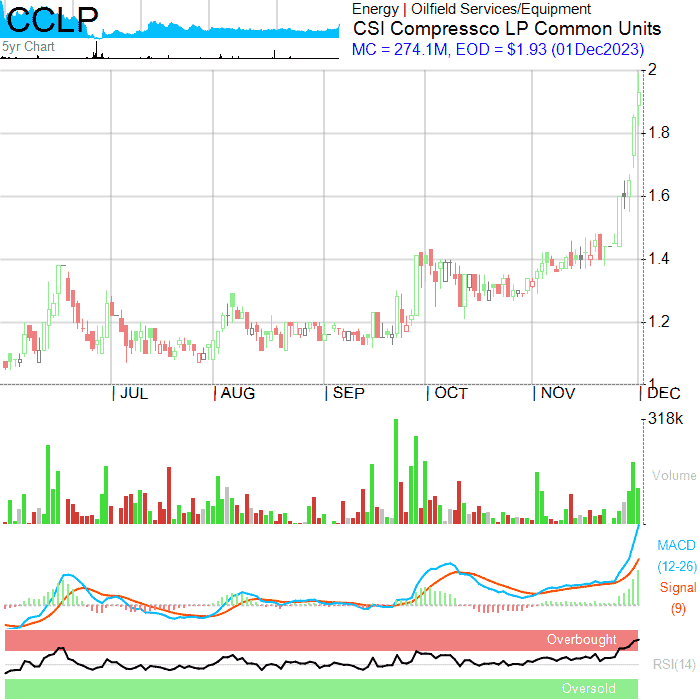 CCLP
5yr Chart
Energy | Oilfield Services/Equipment
CSI Compressco LP Common Units
MC = 274.1M, EOD = $1.93 (01Dec2023)
2
1.8
1.6
1.4
1.2
1
JUL AUG SEP OCT NOV DEC
318k
Volume
MACD
(12-26)
Signal
(9)
Overbought
RSI(14)
Oversold